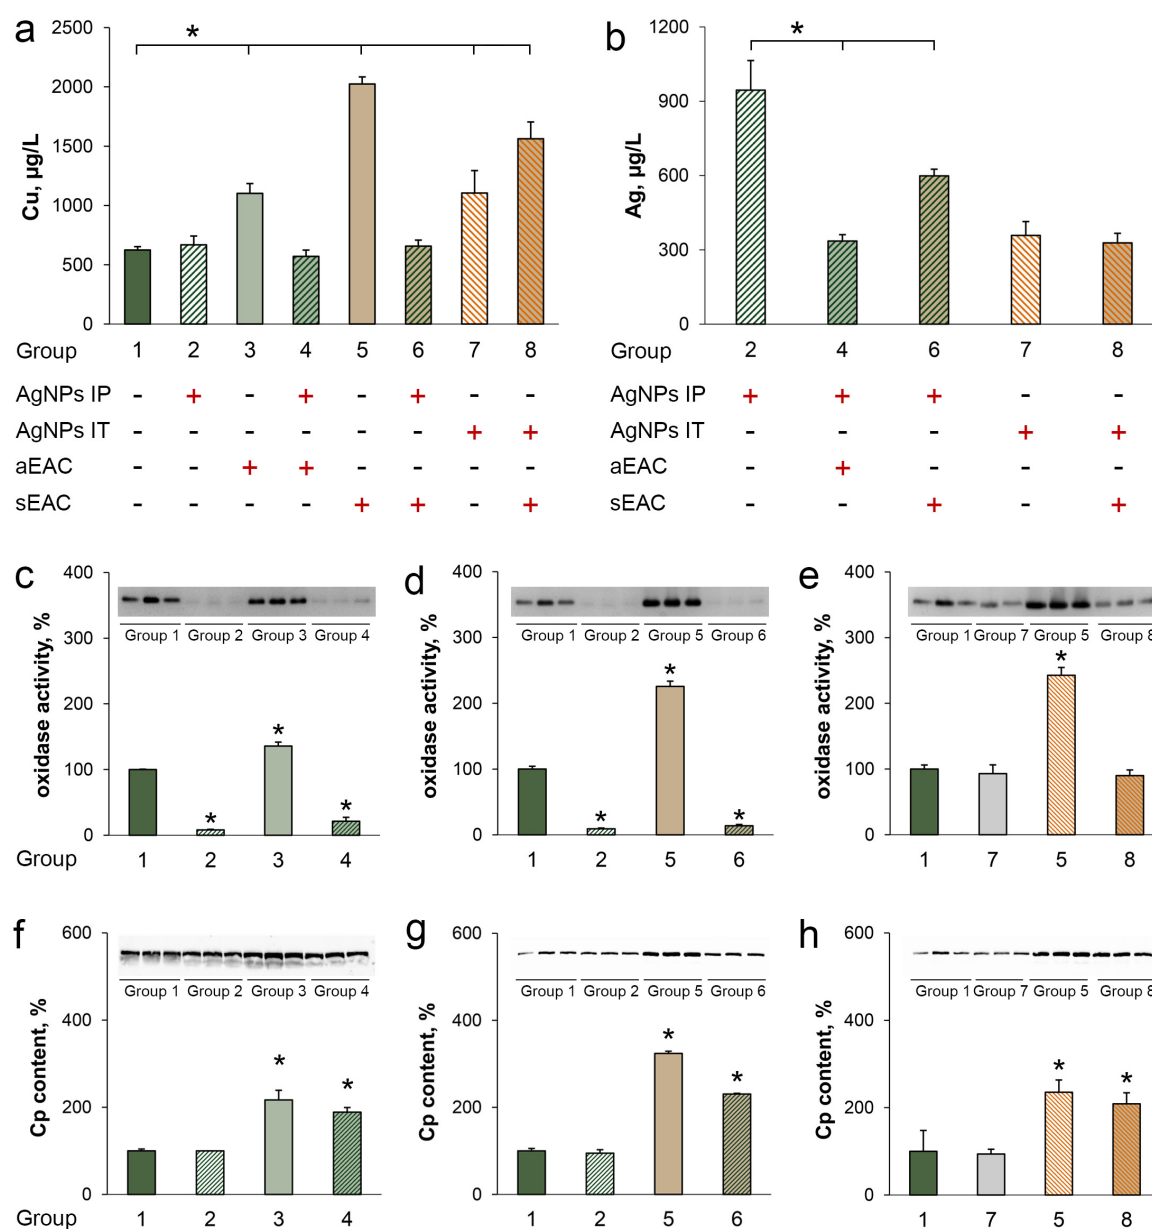 a
2500
2000
1500
1000
500
0
Cu, µg/L
*
Group 1 2 3 4 5 6 7 8
AgNPs IP - + - + - + - -
AgNPs IT - - - - - - + +
aEAC - - + + - - - -
sEAC - - - - + + - +
b
1200
900
600
300
0
Ag, µg/L
*
Group 2 4 6 7 8
AgNPs IP + + + - -
AgNPs IT - - - + +
aEAC - + - - -
sEAC - - + - +
c
400
300
200
100
0
oxidase activity, %
Group 1 Group 2 Group 3 Group 4
* * *
Group 1 2 3 4
d
400
300
200
100
0
oxidase activity, %
Group 1 Group 2 Group 5 Group 6
* * *
1 2 5 6
e
400
300
200
100
0
oxidase activity, %
Group 1 Group 7 Group 5 Group 8
*
1 7 5 8
f
600
400
200
0
Cp content, %
Group 1 Group 2 Group 3 Group 4
* *
Group 1 2 3 4
g
600
400
200
0
Cp content, %
Group 1 Group 2 Group 5 Group 6
* *
1 2 5 6
h
600
400
200
0
Cp content, %
Group 1 Group 7 Group 5 Group 8
* *
1 7 5 8